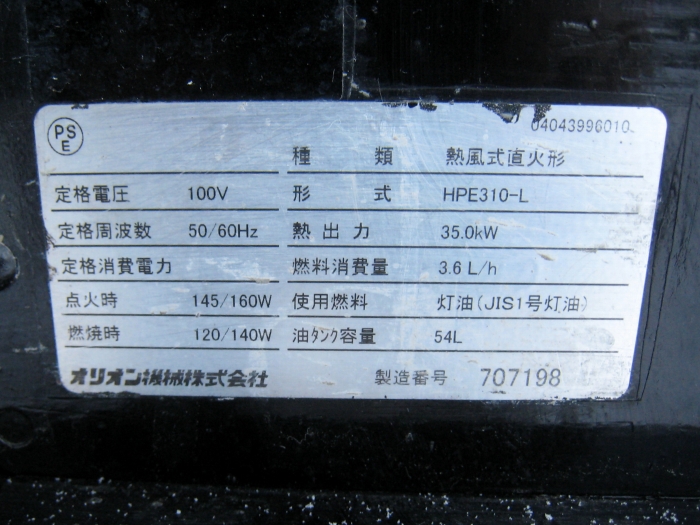 PS
E
04043996010
種類 熱風式直火形
定格電圧 100V 形式 HPE310-L
定格周波数 50/60Hz 熱出力 35.0kW
定格消費電力 燃料消費量 3.6 L/h
点火時 145/160W 使用燃料 灯油(JIS1号灯油)
燃焼時 120/140W 油タンク容量 54L
オリオン機械株式会社 製造番号 707198